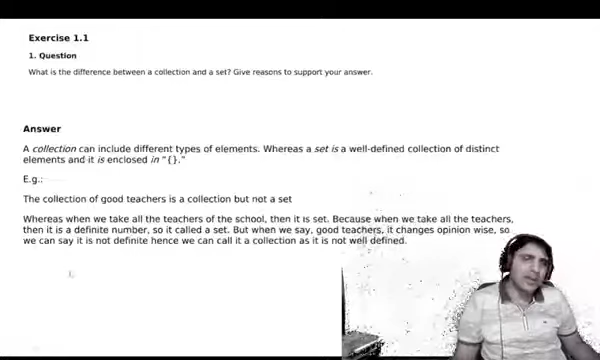 Exercise 1.1
1. Question
What is the difference between a collection and a set? Give reasons to support your answer.
Answer
A collection can include different types of elements. Whereas a set is a well-defined collection of distinct
elements and it is enclosed in "{}."
E.g.:
The collection of good teachers is a collection but not a set
Whereas when we take all the teachers of the school, then it is set. Because when we take all the teachers,
then it is a definite number, so it called a set. But when we say, good teachers, it changes opinion wise, so
we can say it is not definite hence we can call it a collection as it is not well defined.